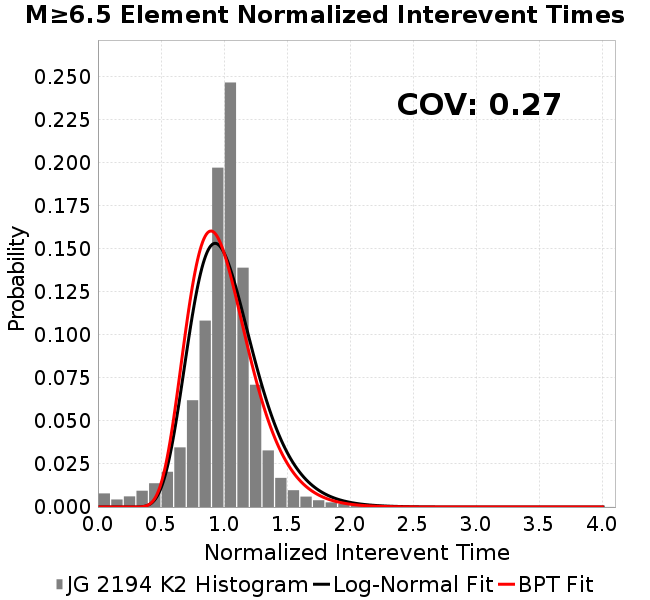 M≥6.5 Element Normalized Interevent Times
COV: 0.27
Probability
0.250
0.225
0.200
0.175
0.150
0.125
0.100
0.075
0.050
0.025
0.000
0.0 0.5 1.0 1.5 2.0 2.5 3.0 3.5 4.0
Normalized Interevent Time
JG 2194 K2 Histogram Log-Normal Fit BPT Fit